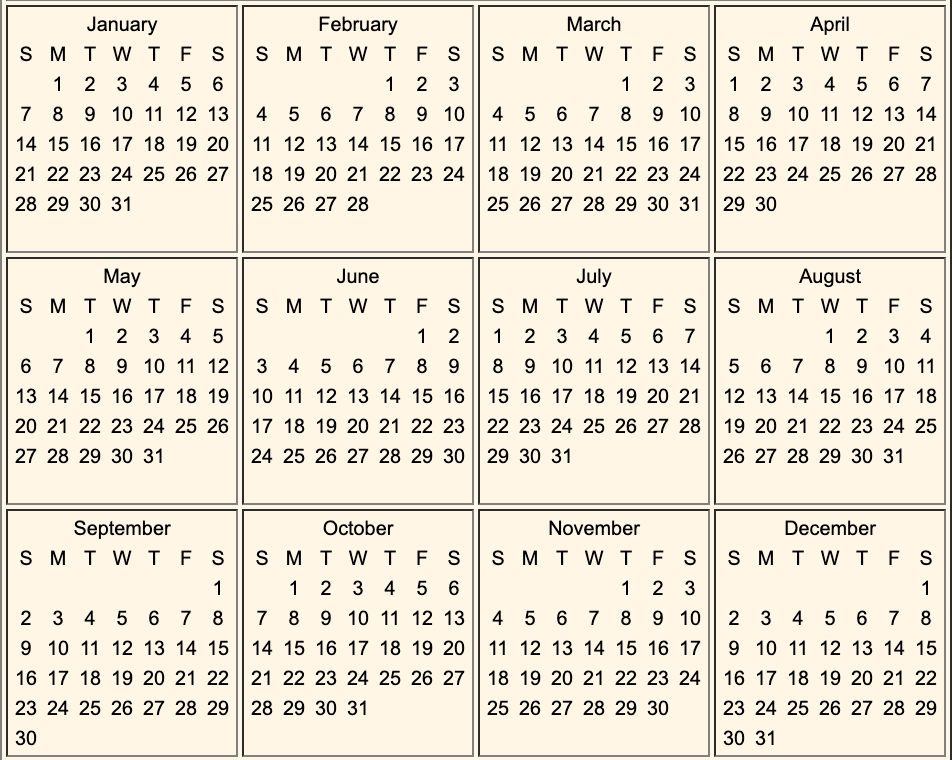 January
S M T W T F S
1 2 3 4 5 6
7 8 9 10 11 12 13
14 15 16 17 18 19 20
21 22 23 24 25 26 27
28 29 30 31
February
S M T W T F S
1 2 3
4 5 6 7 8 9 10
11 12 13 14 15 16 17
18 19 20 21 22 23 24
25 26 27 28
March
S M T W T F S
1 2 3
4 5 6 7 8 9 10
11 12 13 14 15 16 17
18 19 20 21 22 23 24
25 26 27 28 29 30 31
April
S M T W T F S
1 2 3 4 5 6 7
8 9 10 11 12 13 14
15 16 17 18 19 20 21
22 23 24 25 26 27 28
29 30
May
S M T W T F S
1 2 3 4 5
6 7 8 9 10 11 12
13 14 15 16 17 18 19
20 21 22 23 24 25 26
27 28 29 30 31
June
S M T W T F S
1 2
3 4 5 6 7 8 9
10 11 12 13 14 15 16
17 18 19 20 21 22 23
24 25 26 27 28 29 30
July
S M T W T F S
1 2 3 4 5 6 7
8 9 10 11 12 13 14
15 16 17 18 19 20 21
22 23 24 25 26 27 28
29 30 31
August
S M T W T F S
1 2 3 4
5 6 7 8 9 10 11
12 13 14 15 16 17 18
19 20 21 22 23 24 25
26 27 28 29 30 31
September
S M T W T F S
1
2 3 4 5 6 7 8
9 10 11 12 13 14 15
16 17 18 19 20 21 22
23 24 25 26 27 28 29
30
October
S M T W T F S
1 2 3 4 5 6
7 8 9 10 11 12 13
14 15 16 17 18 19 20
21 22 23 24 25 26 27
28 29 30 31
November
S M T W T F S
1 2 3
4 5 6 7 8 9 10
11 12 13 14 15 16 17
18 19 20 21 22 23 24
25 26 27 28 29 30
December
S M T W T F S
1
2 3 4 5 6 7 8
9 10 11 12 13 14 15
16 17 18 19 20 21 22
23 24 25 26 27 28 29
30 31